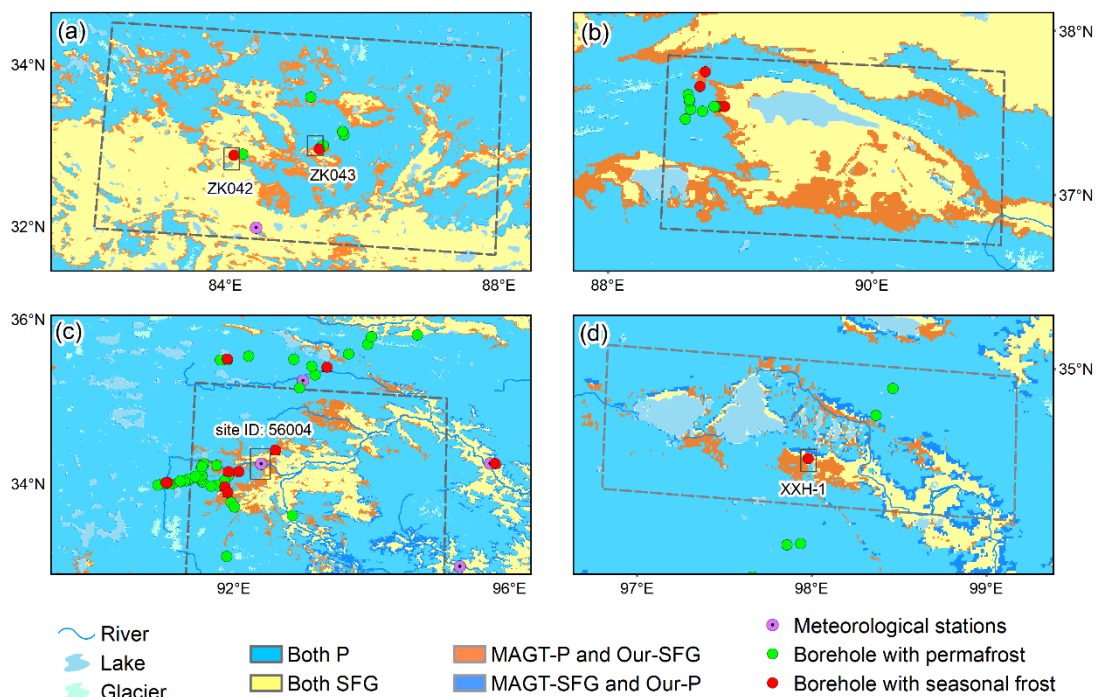 (a)
34°N
32°N
84°E
88°E
ZK042
ZK043
(b)
38°N
37°N
88°E
90°E
(c)
36°N
34°N
92°E
96°E
site ID: 56004
(d)
35°N
97°E
98°E
99°E
XXH-1
River
Lake
Glacier
Both P
Both SFG
MAGT-P and Our-SFG
MAGT-SFG and Our-P
Meteorological stations
Borehole with permafrost
Borehole with seasonal frost